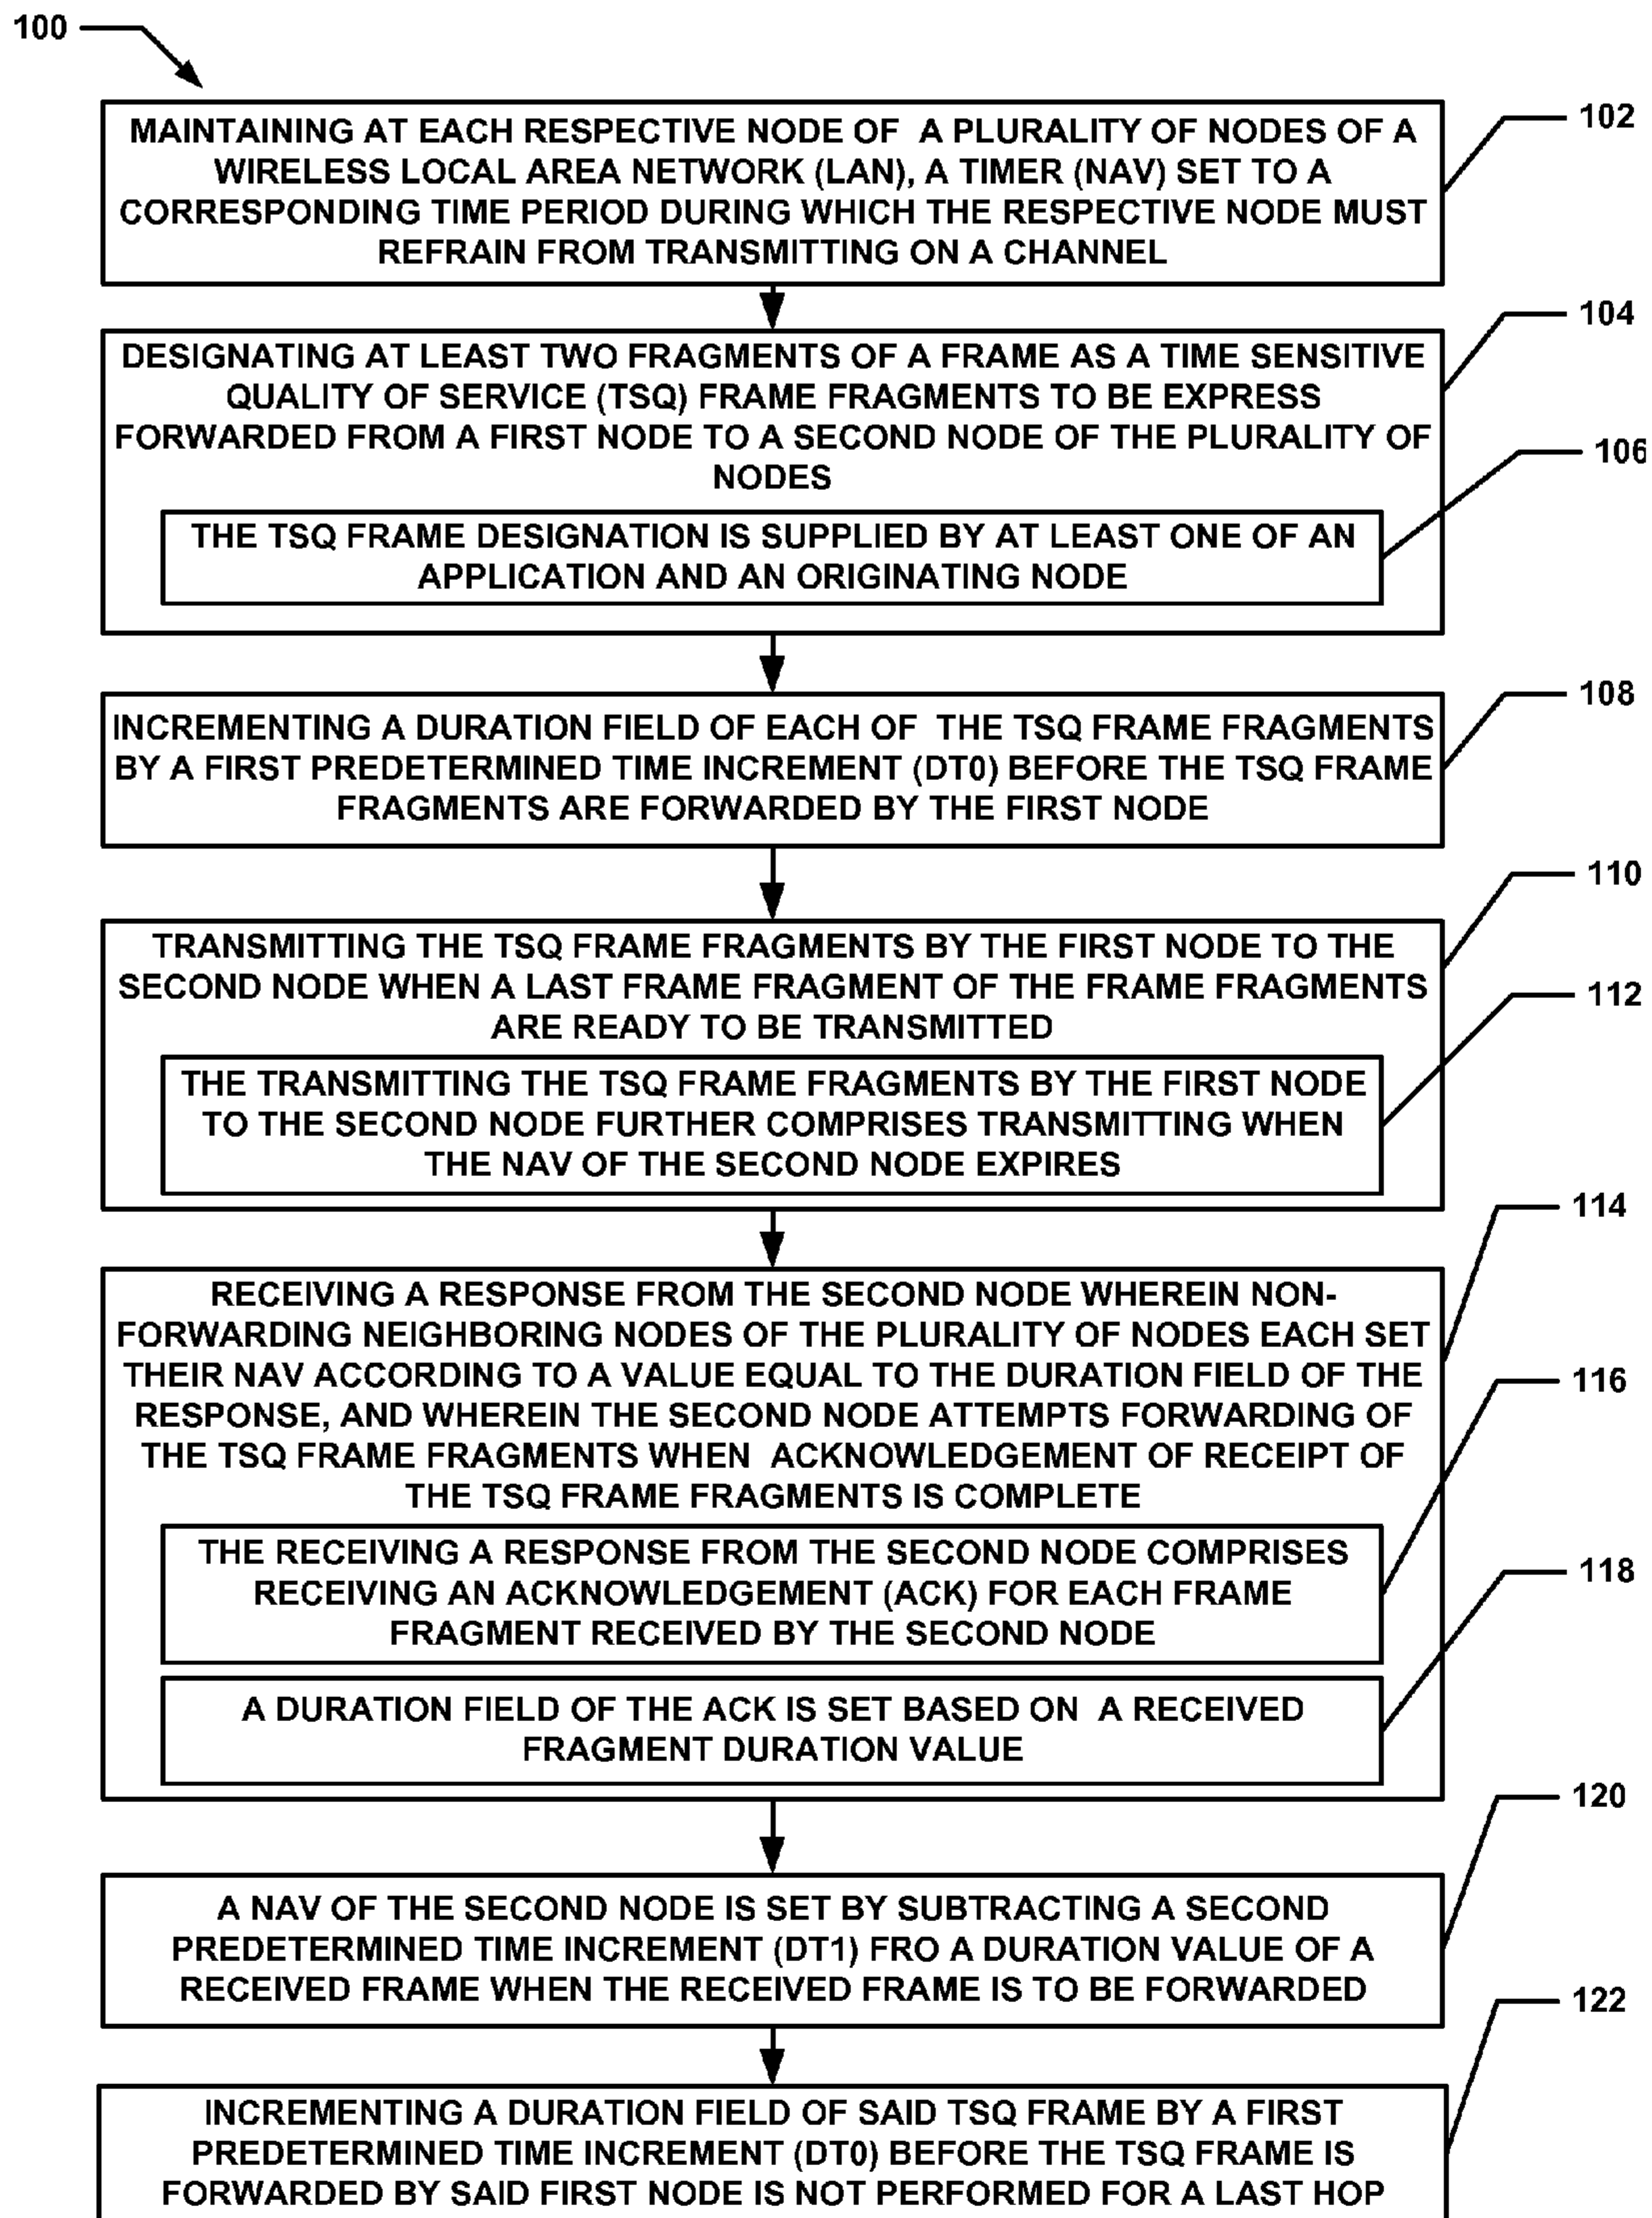 100
MAINTAINING AT EACH RESPECTIVE NODE OF A PLURALITY OF NODES OF A
WIRELESS LOCAL AREA NETWORK (LAN), A TIMER (NAV) SET TO A
CORRESPONDING TIME PERIOD DURING WHICH THE RESPECTIVE NODE MUST
REFRAIN FROM TRANSMITTING ON A CHANNEL
102
DESIGNATING AT LEAST TWO FRAGMENTS OF A FRAME AS A TIME SENSITIVE
QUALITY OF SERVICE (TSQ) FRAME FRAGMENTS TO BE EXPRESS
FORWARDED FROM A FIRST NODE TO A SECOND NODE OF THE PLURALITY OF
NODES
104
THE TSQ FRAME DESIGNATION IS SUPPLIED BY AT LEAST ONE OF AN
APPLICATION AND AN ORIGINATING NODE
106
INCREMENTING A DURATION FIELD OF EACH OF THE TSQ FRAME FRAGMENTS
BY A FIRST PREDETERMINED TIME INCREMENT (DT0) BEFORE THE TSQ FRAME
FRAGMENTS ARE FORWARDED BY THE FIRST NODE
108
TRANSMITTING THE TSQ FRAME FRAGMENTS BY THE FIRST NODE TO THE
SECOND NODE WHEN A LAST FRAME FRAGMENT OF THE FRAME FRAGMENTS
ARE READY TO BE TRANSMITTED
110
THE TRANSMITTING THE TSQ FRAME FRAGMENTS BY THE FIRST NODE
TO THE SECOND NODE FURTHER COMPRISES TRANSMITTING WHEN
THE NAV OF THE SECOND NODE EXPIRES
112
RECEIVING A RESPONSE FROM THE SECOND NODE WHEREIN NON-
FORWARDING NEIGHBORING NODES OF THE PLURALITY OF NODES EACH SET
THEIR NAV ACCORDING TO A VALUE EQUAL TO THE DURATION FIELD OF THE
RESPONSE, AND WHEREIN THE SECOND NODE ATTEMPTS FORWARDING OF
THE TSQ FRAME FRAGMENTS WHEN ACKNOWLEDGEMENT OF RECEIPT OF
THE TSQ FRAME FRAGMENTS IS COMPLETE
114
THE RECEIVING A RESPONSE FROM THE SECOND NODE COMPRISES
RECEIVING AN ACKNOWLEDGEMENT (ACK) FOR EACH FRAME
FRAGMENT RECEIVED BY THE SECOND NODE
116
A DURATION FIELD OF THE ACK IS SET BASED ON A RECEIVED
FRAGMENT DURATION VALUE
118
A NAV OF THE SECOND NODE IS SET BY SUBTRACTING A SECOND
PREDETERMINED TIME INCREMENT (DT1) FRO A DURATION VALUE OF A
RECEIVED FRAME WHEN THE RECEIVED FRAME IS TO BE FORWARDED
120
INCREMENTING A DURATION FIELD OF SAID TSQ FRAME BY A FIRST
PREDETERMINED TIME INCREMENT (DT0) BEFORE THE TSQ FRAME IS
FORWARDED BY SAID FIRST NODE IS NOT PERFORMED FOR A LAST HOP
122